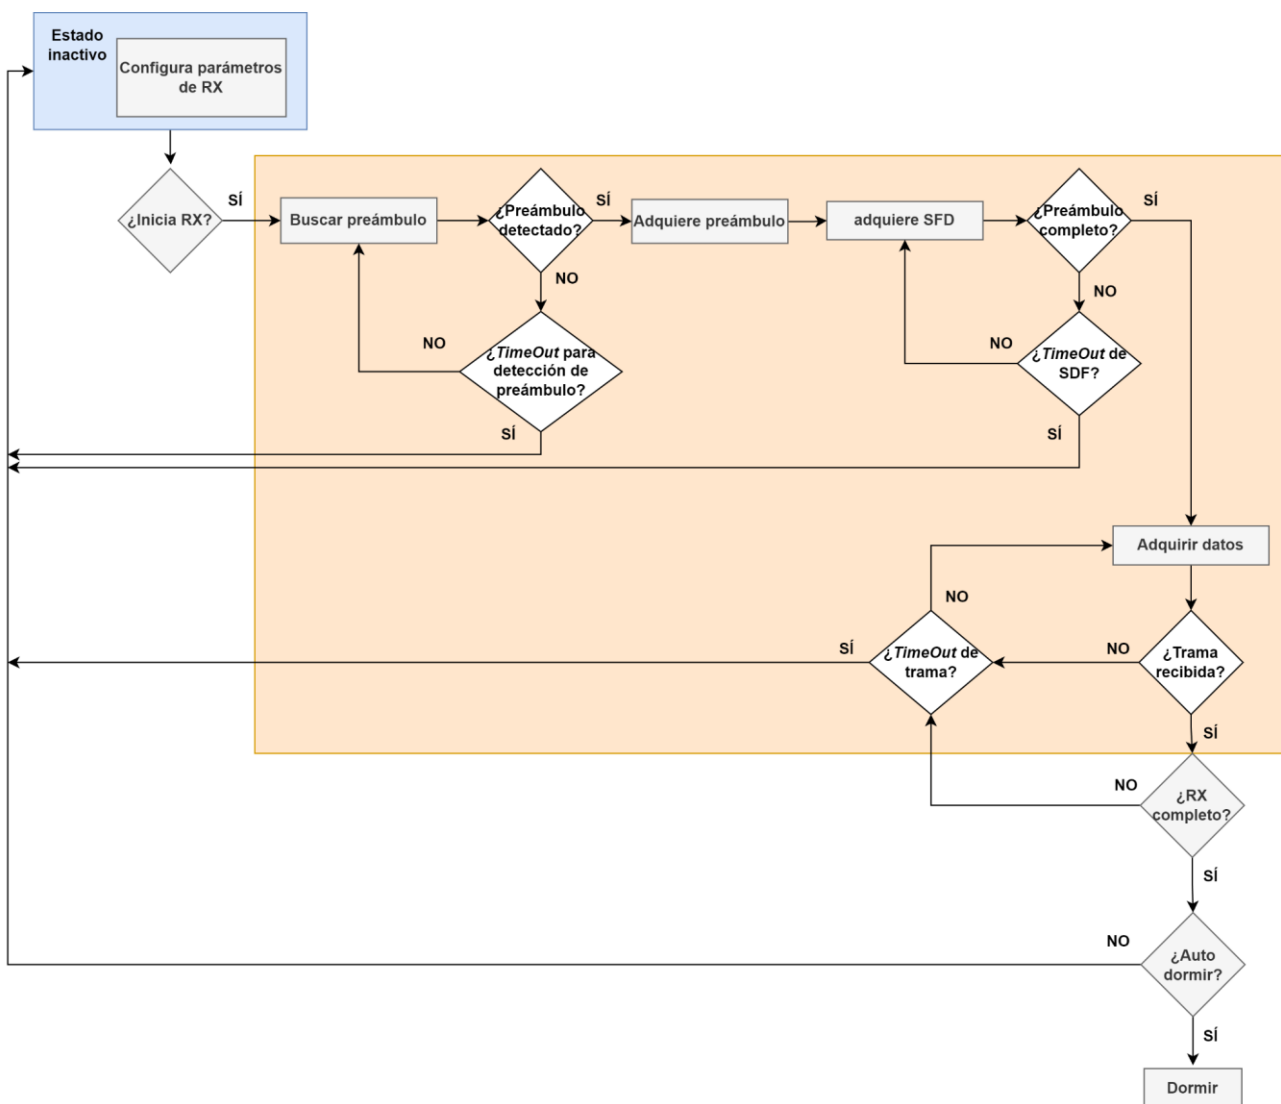 Estado
inactivo
Configura parámetros
de RX
¿Inicia RX?
SÍ
Buscar preámbulo
¿Preámbulo
detectado?
SÍ
Adquiere preámbulo
adquiere SFD
¿Preámbulo
completo?
SÍ
NO
NO
NO
¿TimeOut para
detección de
preámbulo?
SÍ
NO
¿TimeOut de
SDF?
SÍ
Adquirir datos
NO
SÍ
¿TimeOut de
trama?
NO
¿Trama
recibida?
SÍ
NO
¿RX
completo?
SÍ
NO
¿Auto
dormir?
SÍ
Dormir